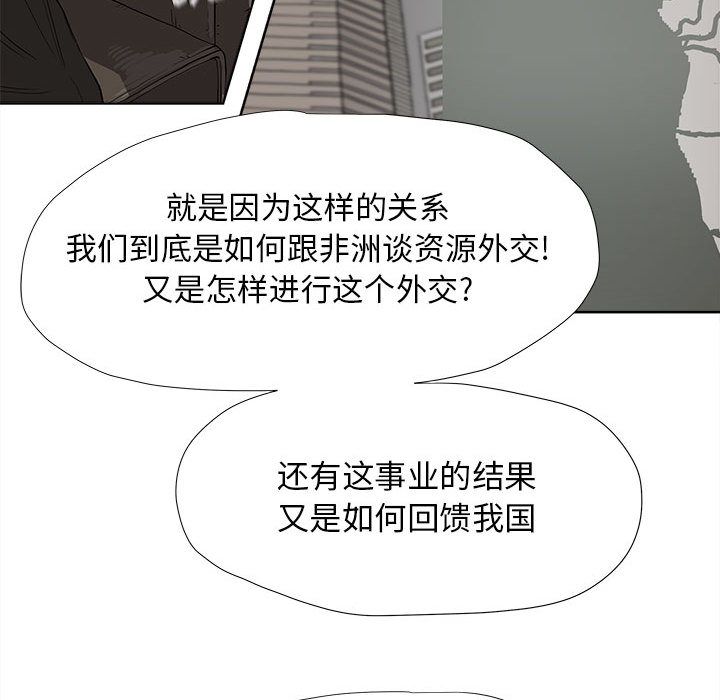 就是因为这样的关系
我们到底是如何跟非洲谈资源外交!
又是怎样进行这个外交?
还有这事业的结果
又是如何回馈我国